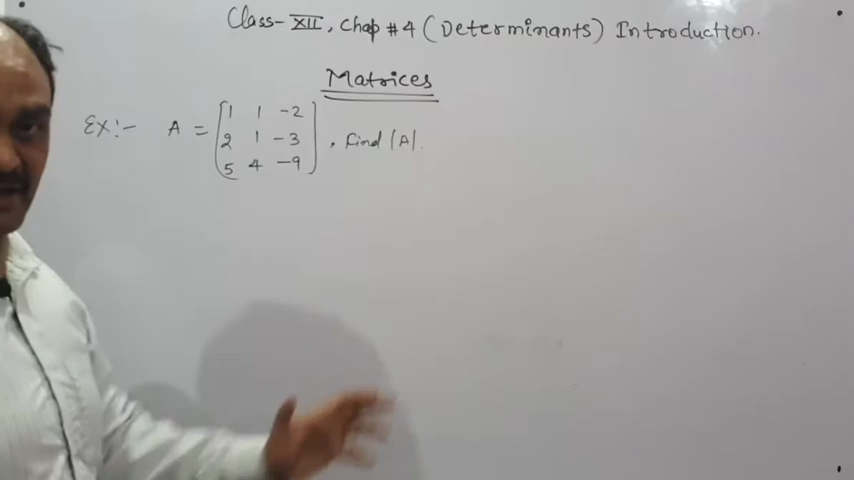 Class-XII, Chap #4 (Determinants) Introduction.
Matrices
Ex:- A = [1 1 -2
2 1 -3
5 4 -9], find |A|.